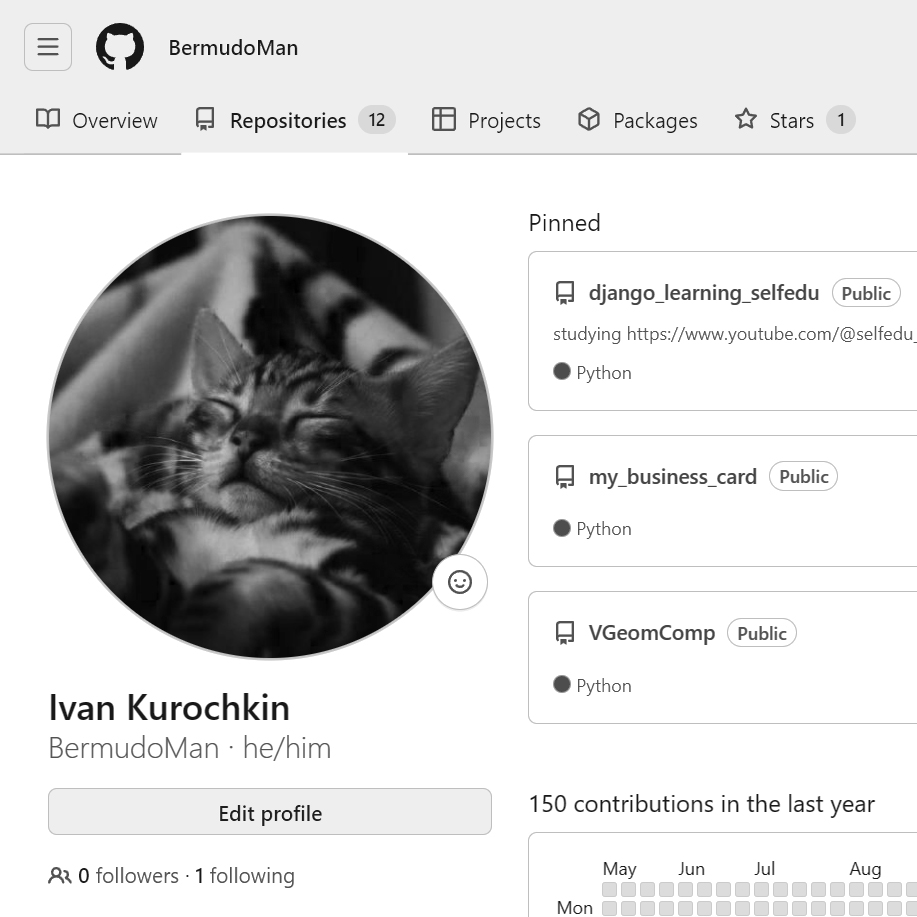 BermudoMan
Overview Repositories 12 Projects Packages Stars 1
Pinned
django_learning_selfedu Public
studying https://www.youtube.com/@selfedu_
Python
my_business_card Public
Python
VGeomComp Public
Python
Ivan Kurochkin
BermudoMan · he/him
Edit profile
0 followers · 1 following
150 contributions in the last year
May Jun Jul Aug
Mon